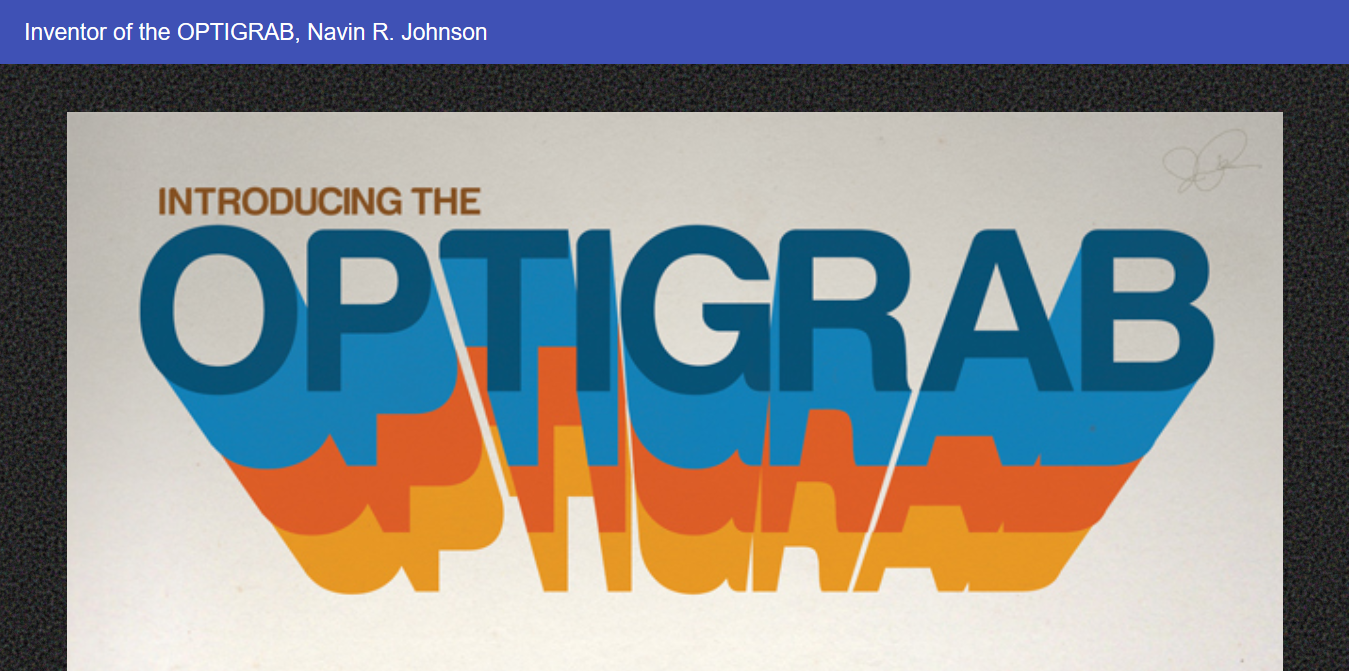 Inventor of the OPTIGRAB, Navin R. Johnson
INTRODUCING THE
OPTIGRAB